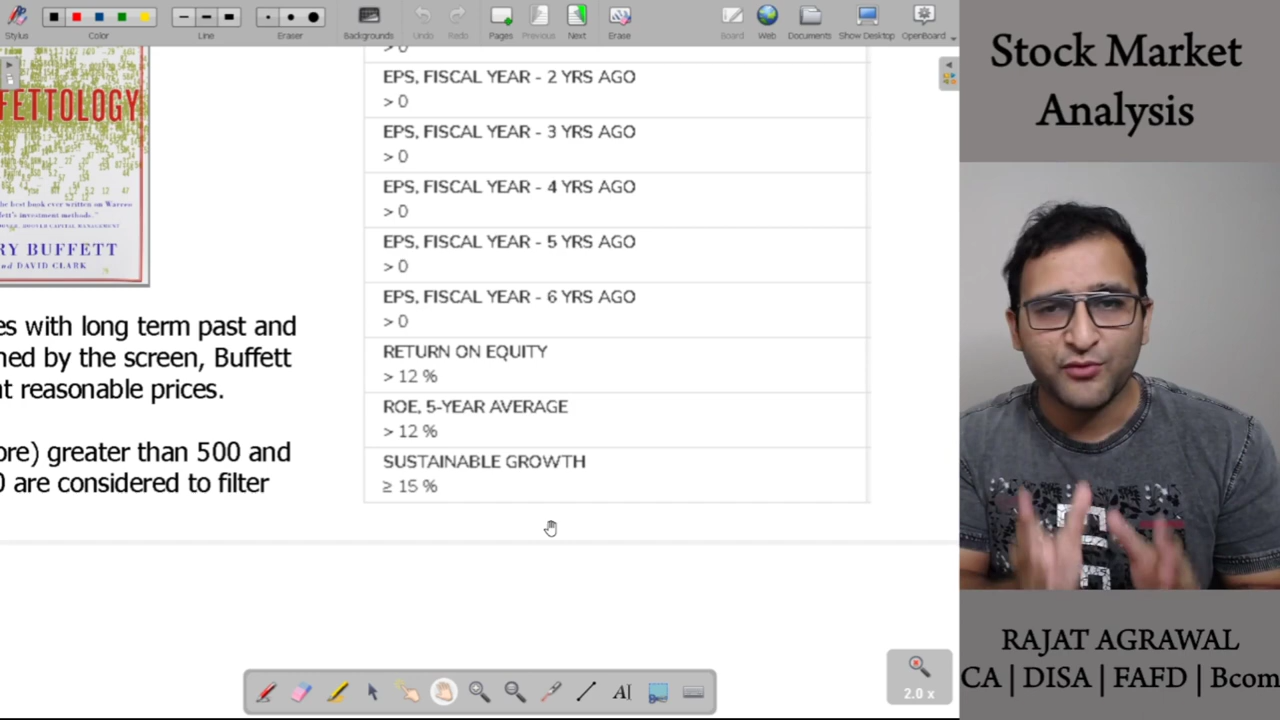 Stylus
Color
Line
Eraser
Backgrounds
Undo
Redo
Pages
Previous
Next
Erase
Board
Web
Documents
Show Desktop
OpenBoard
FETTOLOGY
RY BUFFETT
and DAVID CLARK
es with long term past and
ned by the screen, Buffett
at reasonable prices.
ore) greater than 500 and
0 are considered to filter
> 0
EPS, FISCAL YEAR - 2 YRS AGO
> 0
EPS, FISCAL YEAR - 3 YRS AGO
> 0
EPS, FISCAL YEAR - 4 YRS AGO
> 0
EPS, FISCAL YEAR - 5 YRS AGO
> 0
EPS, FISCAL YEAR - 6 YRS AGO
> 0
RETURN ON EQUITY
> 12 %
ROE, 5-YEAR AVERAGE
> 12 %
SUSTAINABLE GROWTH
≥ 15 %
AI
2.0 x
Stock Market
Analysis
RAJAT AGRAWAL
CA | DISA | FAFD | Bcom